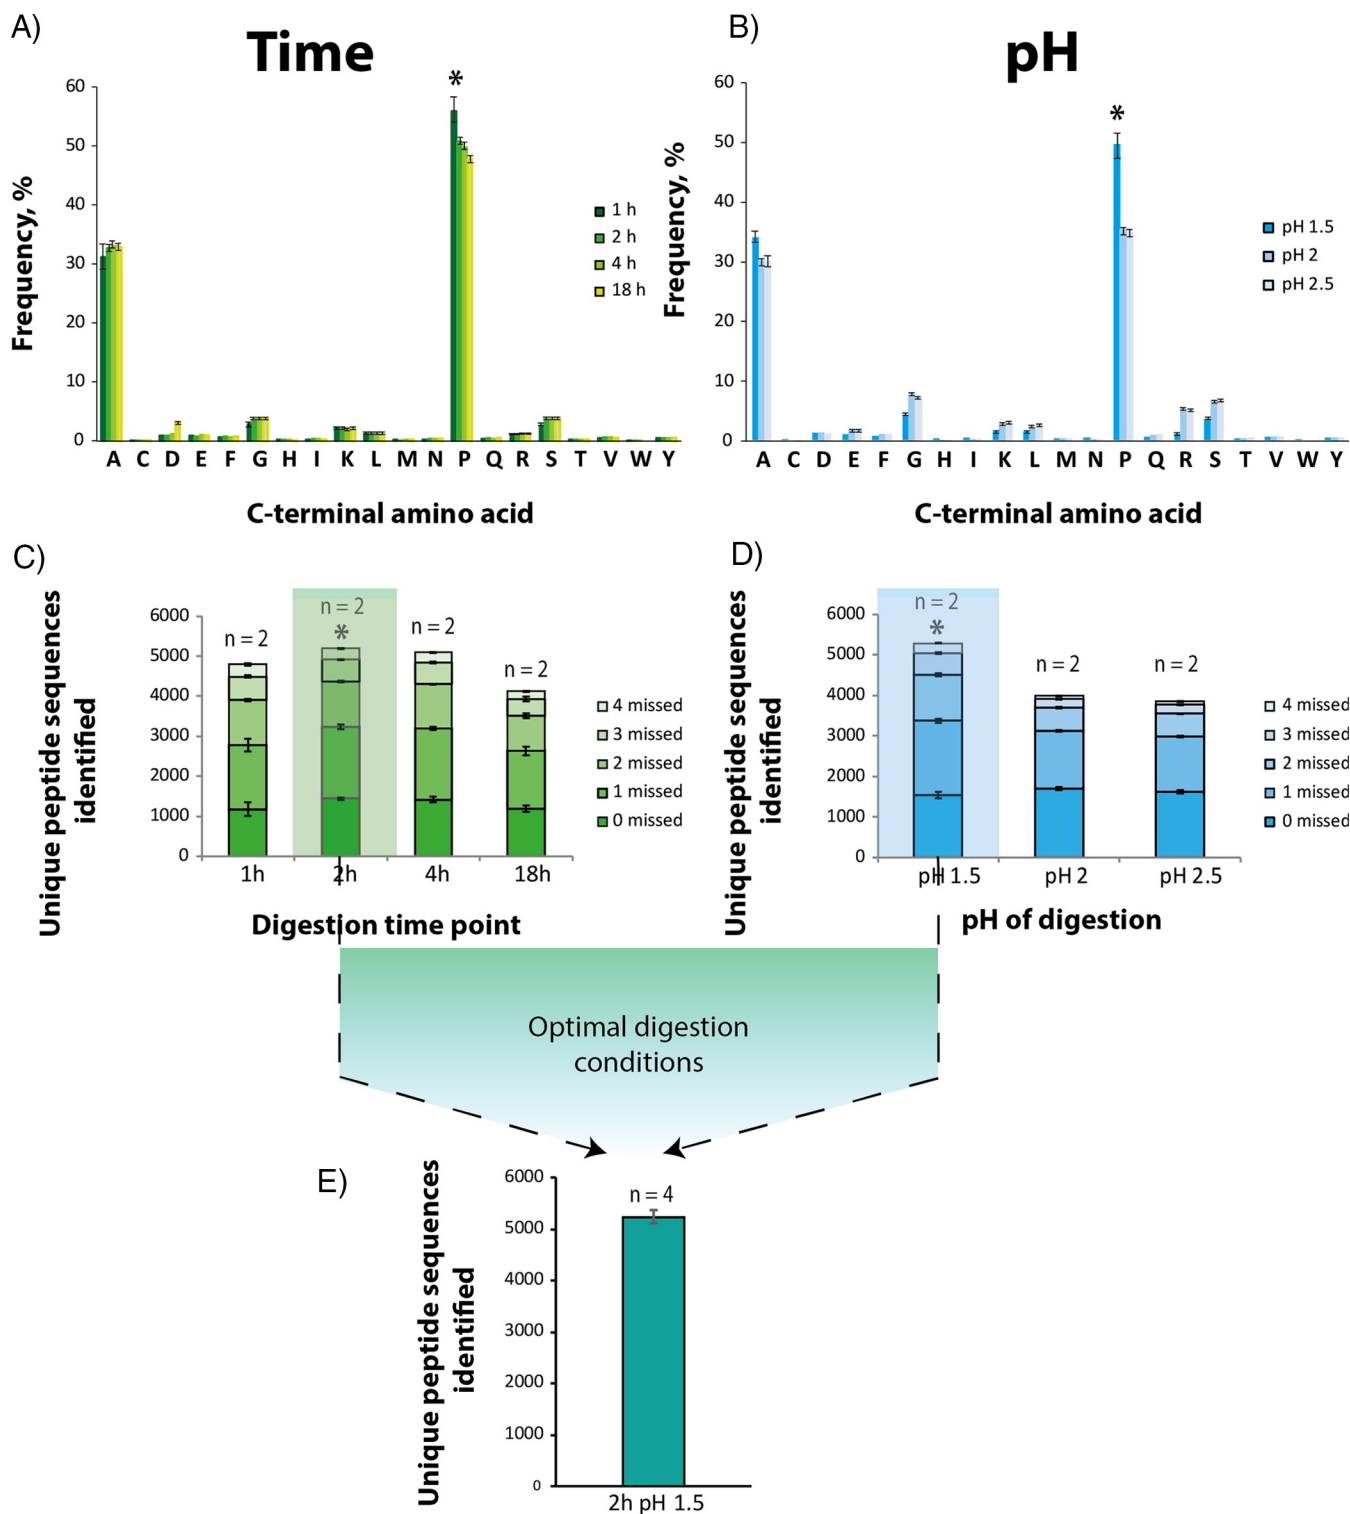 A)
Time
*
60
50
40
30
20
10
0
Frequency, %
1 h
2 h
4 h
18 h
A C D E F G H I K L M N P Q R S T V W Y
C-terminal amino acid
B)
pH
*
60
50
40
30
20
10
0
Frequency, %
pH 1.5
pH 2
pH 2.5
A C D E F G H I K L M N P Q R S T V W Y
C-terminal amino acid
C)
Unique peptide sequences
identified
6000
5000
4000
3000
2000
1000
0
n = 2
n = 2
*
n = 2
n = 2
4 missed
3 missed
2 missed
1 missed
0 missed
1h 2h 4h 18h
Digestion time point
D)
Unique peptide sequences
identified
6000
5000
4000
3000
2000
1000
0
n = 2
*
n = 2
n = 2
4 missed
3 missed
2 missed
1 missed
0 missed
pH 1.5 pH 2 pH 2.5
pH of digestion
Optimal digestion
conditions
E)
Unique peptide sequences
identified
6000
5000
4000
3000
2000
1000
0
n = 4
2h pH 1.5